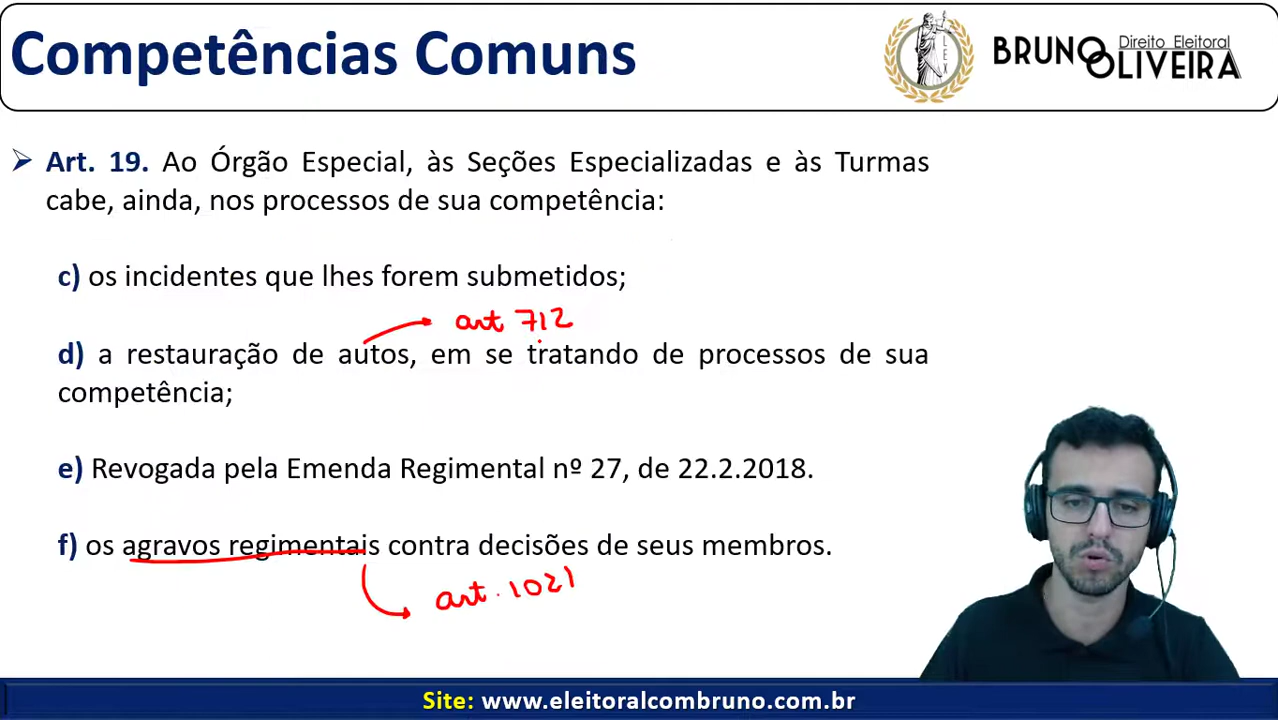 Competências Comuns
LEX
BRUNO Direito Eleitoral
OLIVEIRA
Art. 19. Ao Órgão Especial, às Seções Especializadas e às Turmas
cabe, ainda, nos processos de sua competência:
c) os incidentes que lhes forem submetidos;
art 712
d) a restauração de autos, em se tratando de processos de sua
competência;
e) Revogada pela Emenda Regimental nº 27, de 22.2.2018.
f) os agravos regimentais contra decisões de seus membros.
art. 1021
Site: www.eleitoralcombruno.com.br